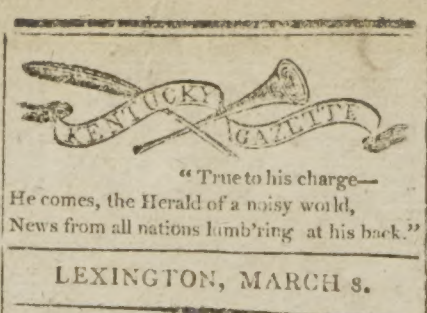 KENTUCKY GAZETTE
"True to his charge—
He comes, the Herald of a noisy world,
News from all nations lumb'ring at his back."
LEXINGTON, MARCH 8.